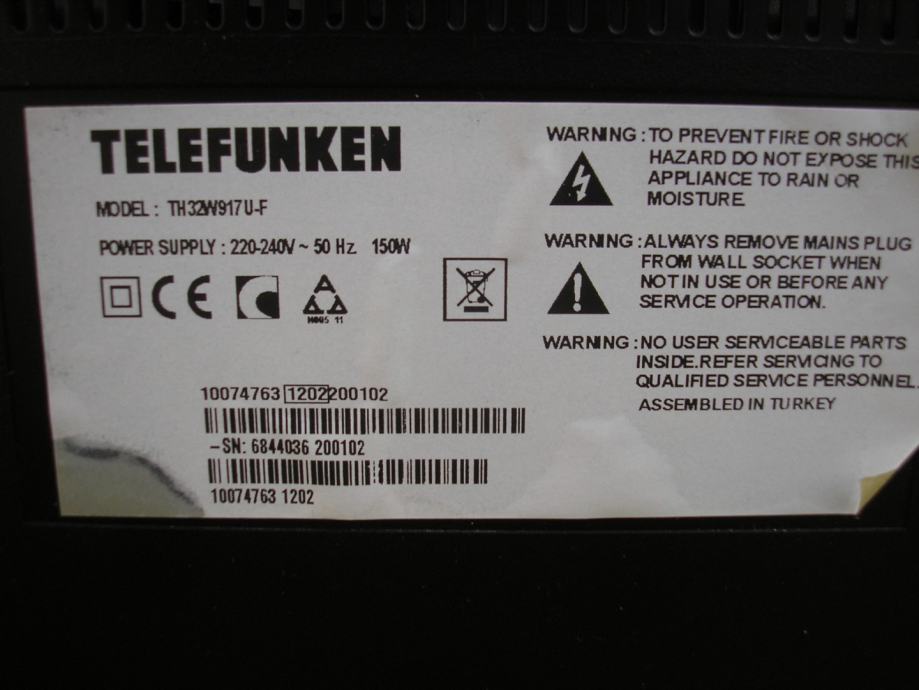 TELEFUNKEN
MODEL : TH32W917U-F
POWER SUPPLY : 220-240V ~ 50 Hz. 150W
CE
10074763 1202200102
-SN: 6844036 200102
10074763 1202
WARNING : TO PREVENT FIRE OR SHOCK
HAZARD DO NOT EXPOSE THIS
APPLIANCE TO RAIN OR
MOISTURE.
WARNING : ALWAYS REMOVE MAINS PLUG
FROM WALL SOCKET WHEN
NOT IN USE OR BEFORE ANY
SERVICE OPERATION.
WARNING : NO USER SERVICEABLE PARTS
INSIDE.REFER SERVICING TO
QUALIFIED SERVICE PERSONNEL.
ASSEMBLED IN TURKEY